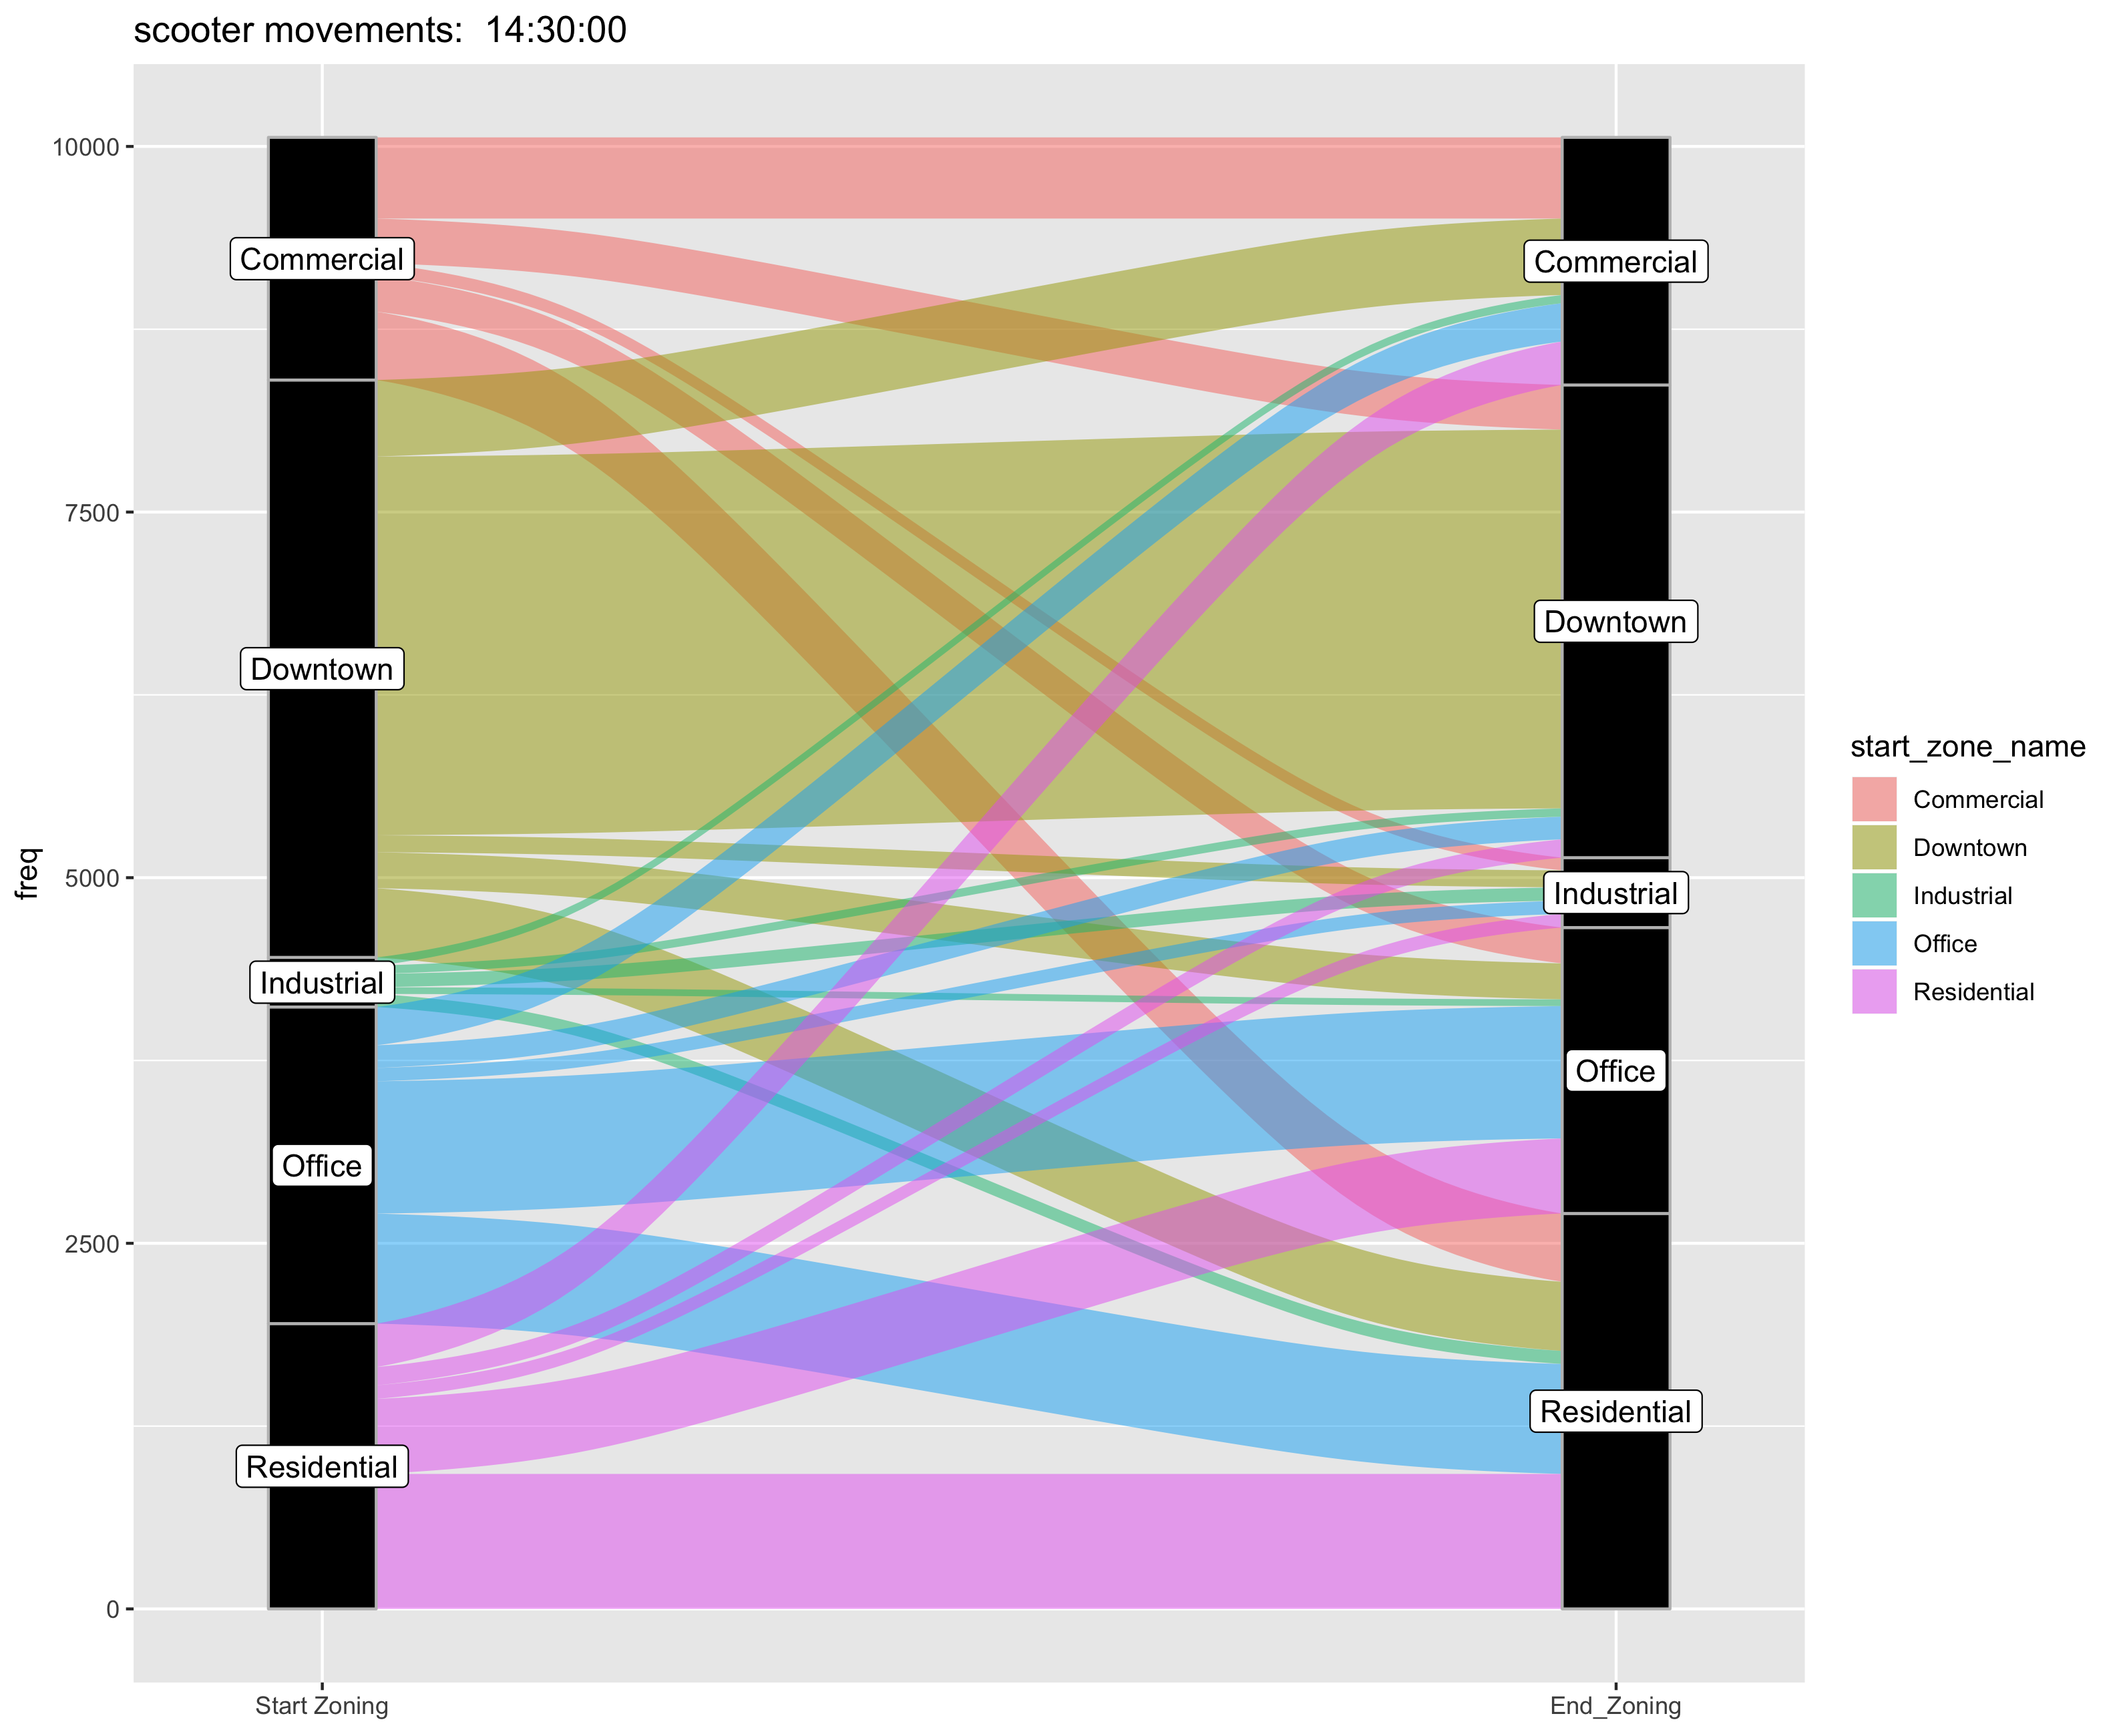 scooter movements:  14:30:00
10000
7500
5000
2500
0
freq
Commercial
Downtown
Industrial
Office
Residential
Commercial
Downtown
Industrial
Office
Residential
Start Zoning
End_Zoning
start_zone_name
Commercial
Downtown
Industrial
Office
Residential